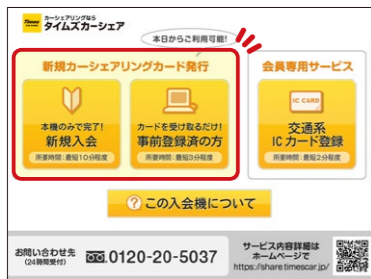 Times
カーシェアリングなら
タイムズカーシェア
本日からご利用可能!
新規カーシェアリングカード発行
会員専用サービス
本機のみで完了!
新規入会
所要時間:最短10分程度
カードを受け取るだけ!
事前登録済の方
所要時間:最短3分程度
IC CARD
交通系
ICカード登録
所要時間:最短2分程度
? この入会機について
お問い合わせ先
(24時間受付)
0120-20-5037
サービス内容詳細は
ホームページで
https://share.timescar.jp/